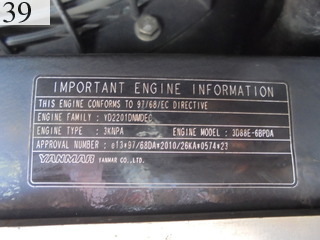 39
IMPORTANT ENGINE INFORMATION
THIS ENGINE CONFORMS TO 97/68/EC DIRECTIVE
ENGINE FAMILY : YD2201DNMDEC
ENGINE TYPE : 3KNPA ENGINE MODEL : 3D88E-6BPDA
APPROVAL NUMBER : e13*97/68DA*2010/26KA*0574*23
YANMAR YANMAR CO.,LTD.